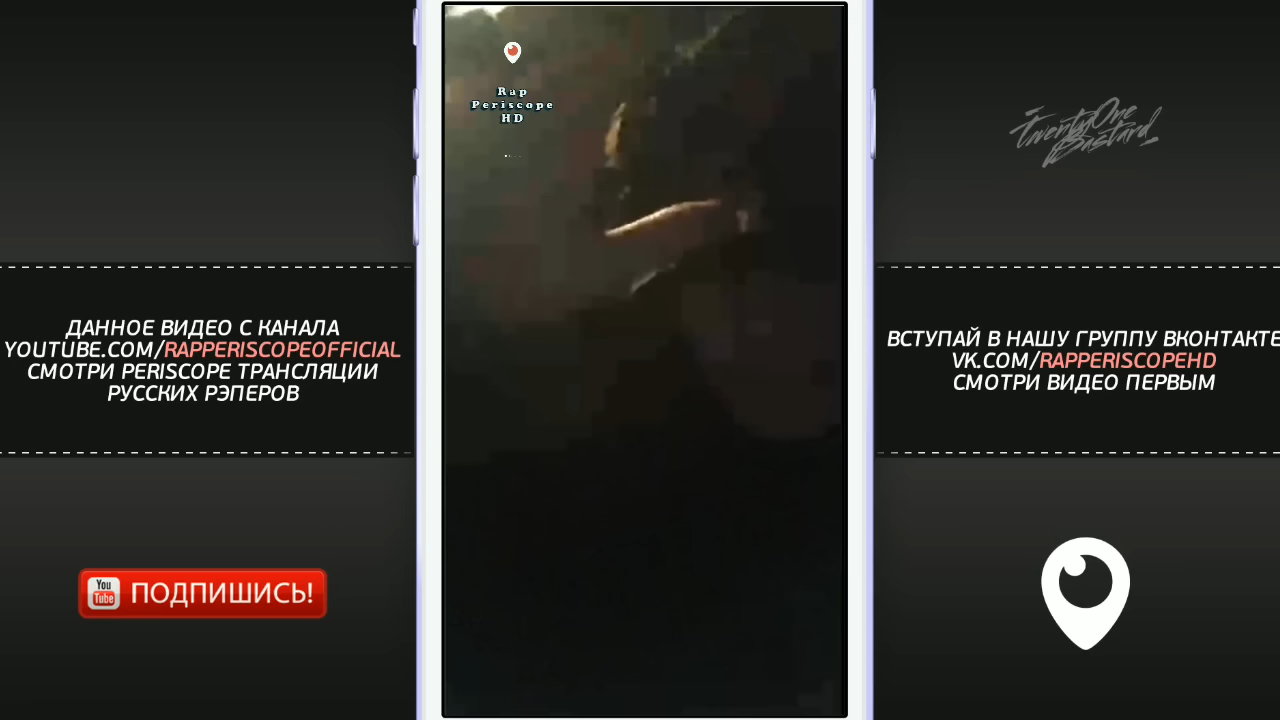 Rap
Periscope
HD
TwentyOne
Bastard
ДАННОЕ ВИДЕО С КАНАЛА
YOUTUBE.COM/RAPPERISCOPEOFFICIAL
СМОТРИ PERISCOPE ТРАНСЛЯЦИИ
РУССКИХ РЭПЕРОВ
ВСТУПАЙ В НАШУ ГРУППУ ВКОНТАКТЕ
VK.COM/RAPPERISCOPEHD
СМОТРИ ВИДЕО ПЕРВЫМ
You
Tube
ПОДПИШИСЬ!